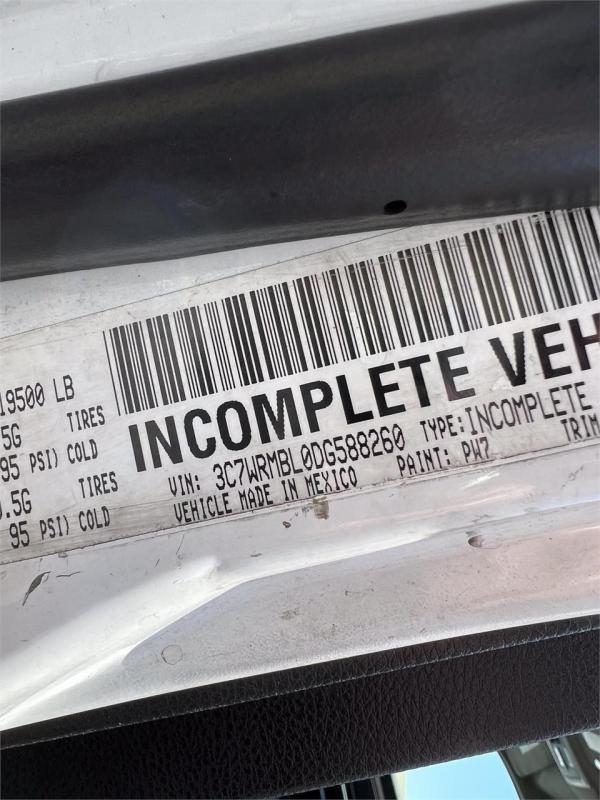 19500 LB
.5G TIRES
95 PSI) COLD
.5G TIRES
95 PSI) COLD
INCOMPLETE VEH
VIN: 3C7WRMBL0DG588260 TYPE: INCOMPLETE
VEHICLE MADE IN MEXICO PAINT: PW7 TRIM